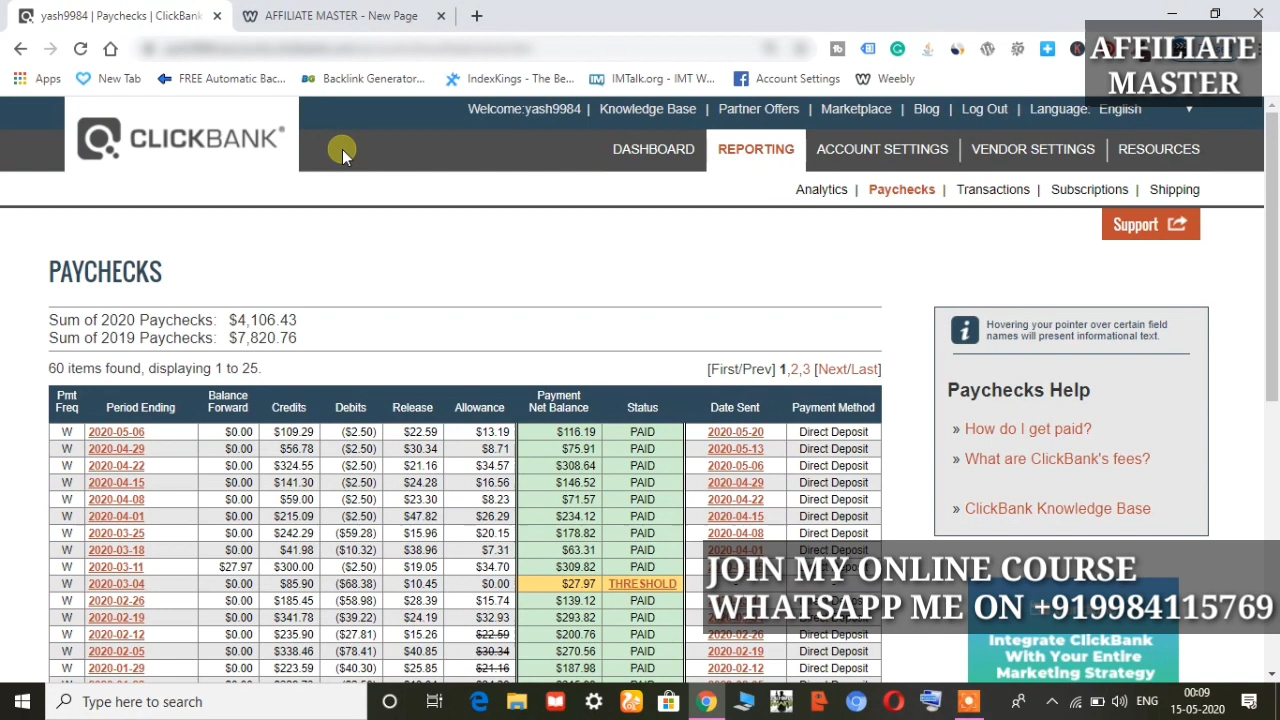 yash9984 | Paychecks | ClickBank
AFFILIATE MASTER - New Page
Apps
New Tab
FREE Automatic Bac...
Backlink Generator...
IndexKings - The Be...
IMTalk.org - IMT W...
Account Settings
Weebly
AFFILIATE
MASTER
CLICKBANK®
Welcome:yash9984 | Knowledge Base | Partner Offers | Marketplace | Blog | Log Out | Language: English
DASHBOARD REPORTING ACCOUNT SETTINGS VENDOR SETTINGS RESOURCES
Analytics | Paychecks | Transactions | Subscriptions | Shipping
Support
PAYCHECKS
Sum of 2020 Paychecks: $4,106.43
Sum of 2019 Paychecks: $7,820.76
60 items found, displaying 1 to 25.
[First/Prev] 1,2,3 [Next/Last]
Pmt Freq Period Ending Balance Forward Credits Debits Release Allowance Payment Net Balance Status Date Sent Payment Method
W 2020-05-06 $0.00 $109.29 ($2.50) $22.59 $13.19 $116.19 PAID 2020-05-20 Direct Deposit
W 2020-04-29 $0.00 $56.78 ($2.50) $30.34 $8.71 $75.91 PAID 2020-05-13 Direct Deposit
W 2020-04-22 $0.00 $324.55 ($2.50) $21.16 $34.57 $308.64 PAID 2020-05-06 Direct Deposit
W 2020-04-15 $0.00 $141.30 ($2.50) $24.28 $16.56 $146.52 PAID 2020-04-29 Direct Deposit
W 2020-04-08 $0.00 $59.00 ($2.50) $23.30 $8.23 $71.57 PAID 2020-04-22 Direct Deposit
W 2020-04-01 $0.00 $215.09 ($2.50) $47.82 $26.29 $234.12 PAID 2020-04-15 Direct Deposit
W 2020-03-25 $0.00 $242.29 ($59.28) $15.96 $20.15 $178.82 PAID 2020-04-08 Direct Deposit
W 2020-03-18 $0.00 $41.98 ($10.32) $38.96 $7.31 $63.31 PAID 2020-04-01 Direct Deposit
W 2020-03-11 $27.97 $300.00 ($2.50) $19.05 $34.70 $309.82 PAID
W 2020-03-04 $0.00 $85.90 ($68.38) $10.45 $0.00 $27.97 THRESHOLD
W 2020-02-26 $0.00 $185.45 ($58.98) $28.39 $15.74 $139.12 PAID
W 2020-02-19 $0.00 $341.78 ($39.22) $24.19 $32.93 $293.82 PAID
W 2020-02-12 $0.00 $235.90 ($27.81) $15.26 $22.59 $200.76 PAID 2020-02-26 Direct Deposit
W 2020-02-05 $0.00 $338.46 ($78.41) $40.85 $30.34 $270.56 PAID 2020-02-19 Direct Deposit
W 2020-01-29 $0.00 $223.59 ($40.30) $25.85 $21.16 $187.98 PAID 2020-02-12 Direct Deposit
Hovering your pointer over certain field
names will present informational text.
Paychecks Help
» How do I get paid?
» What are ClickBank's fees?
» ClickBank Knowledge Base
JOIN MY ONLINE COURSE
WHATSAPP ME ON +919984115769
Integrate ClickBank
With Your Entire
Marketing Strategy
Type here to search
ENG
00:09
15-05-2020